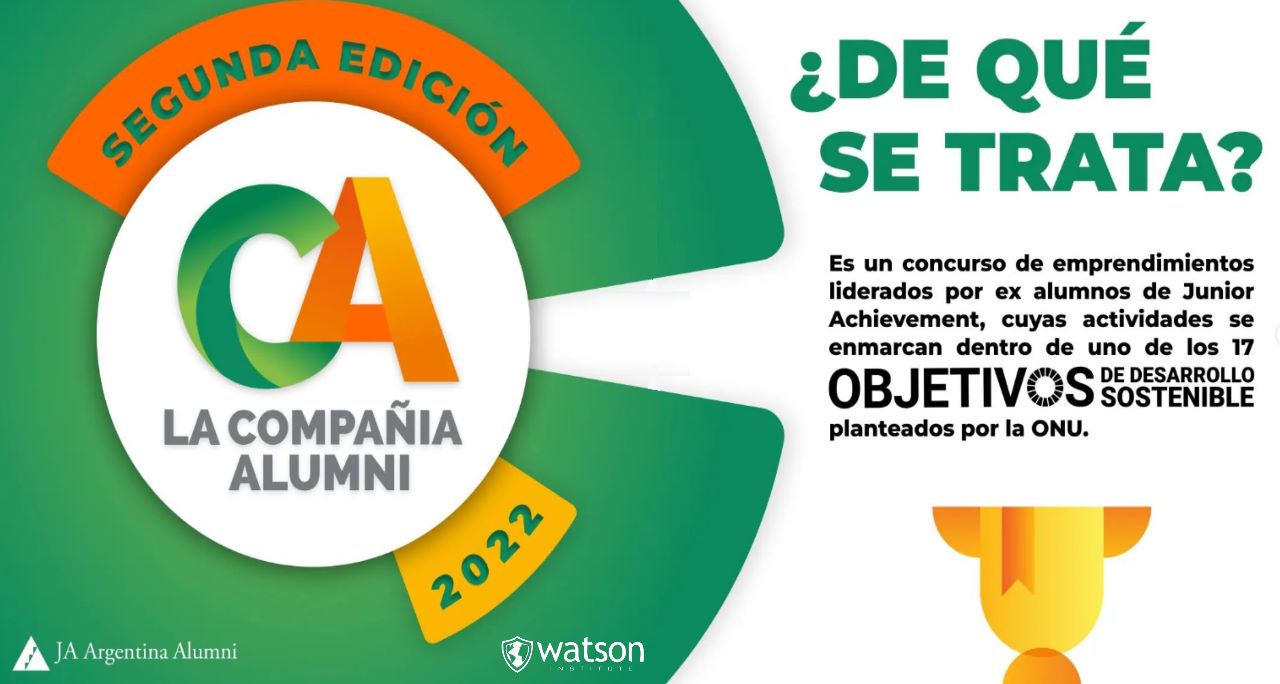 SEGUNDA EDICIÓN
CA
LA COMPAÑIA
ALUMNI
2022
JA Argentina Alumni
watson
INSTITUTE
¿DE QUÉ
SE TRATA?
Es un concurso de emprendimientos
liderados por ex alumnos de Junior
Achievement, cuyas actividades se
enmarcan dentro de uno de los 17
OBJETIVOS DE DESARROLLO
SOSTENIBLE
planteados por la ONU.